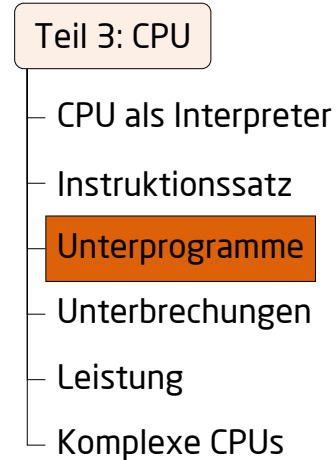 Teil 3: CPU
CPU als Interpreter
Instruktionssatz
Unterprogramme
Unterbrechungen
Leistung
Komplexe CPUs